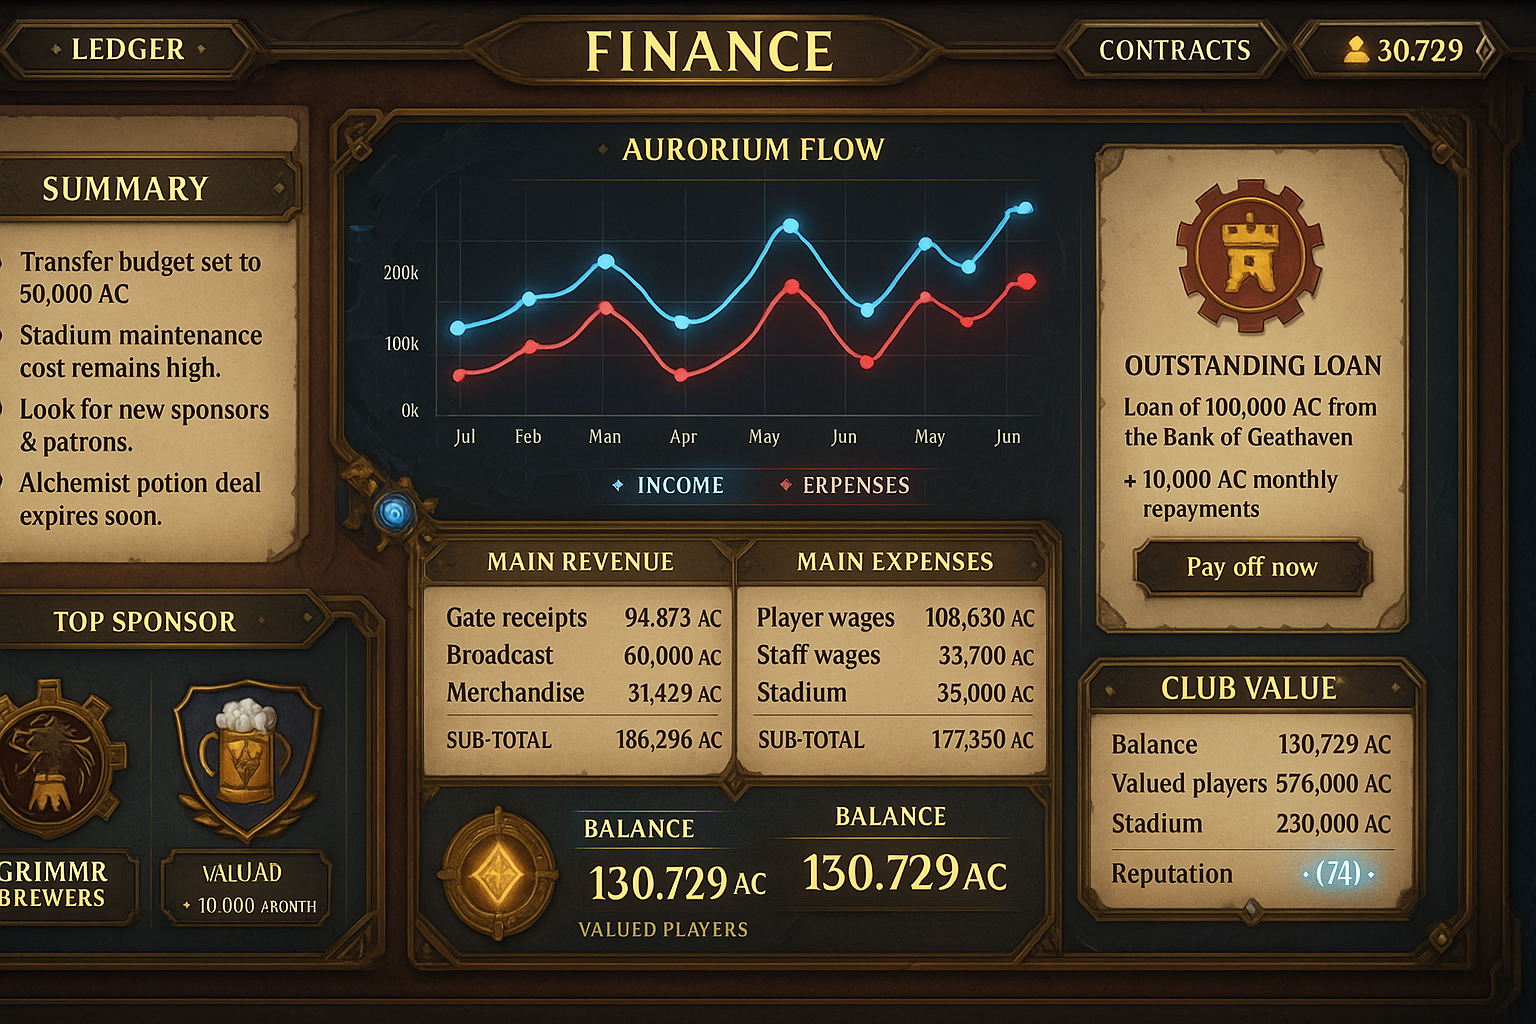 LEDGER
FINANCE
CONTRACTS
30.729
SUMMARY
Transfer budget set to
50,000 AC
Stadium maintenance
cost remains high.
Look for new sponsors
& patrons.
Alchemist potion deal
expires soon.
TOP SPONSOR
GRIMMR
BREWERS
VALUAD
+ 10.000 ARONTH
AURORIUM FLOW
200k
100k
0k
Jul Feb Man Apr May Jun May Jun
INCOME ERPENSES
MAIN REVENUE
Gate receipts 94.873 AC
Broadcast 60,000 AC
Merchandise 31,429 AC
SUB-TOTAL 186,296 AC
MAIN EXPENSES
Player wages 108,630 AC
Staff wages 33,700 AC
Stadium 35,000 AC
SUB-TOTAL 177,350 AC
BALANCE
130.729 AC
VALUED PLAYERS
BALANCE
130.729 AC
OUTSTANDING LOAN
Loan of 100,000 AC from
the Bank of Geathaven
+ 10,000 AC monthly
repayments
Pay off now
CLUB VALUE
Balance 130,729 AC
Valued players 576,000 AC
Stadium 230,000 AC
Reputation (74)